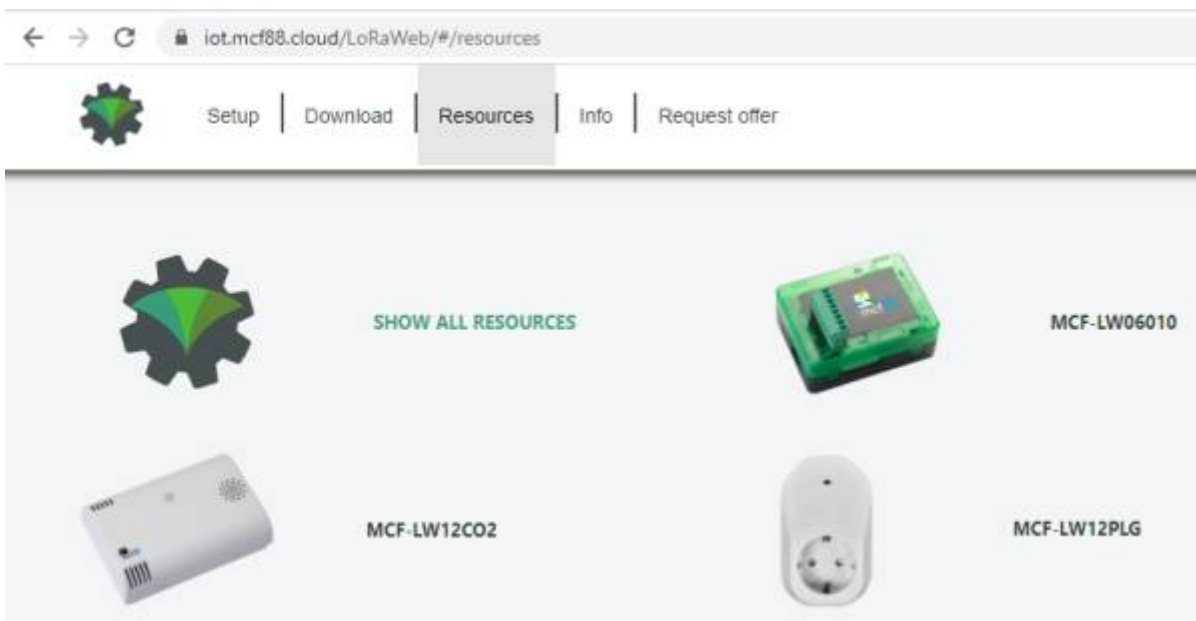 iot.mcf88.cloud/LoRaWeb/#/resources
Setup Download Resources Info Request offer
SHOW ALL RESOURCES
MCF-LW06010
MCF-LW12CO2
MCF-LW12PLG